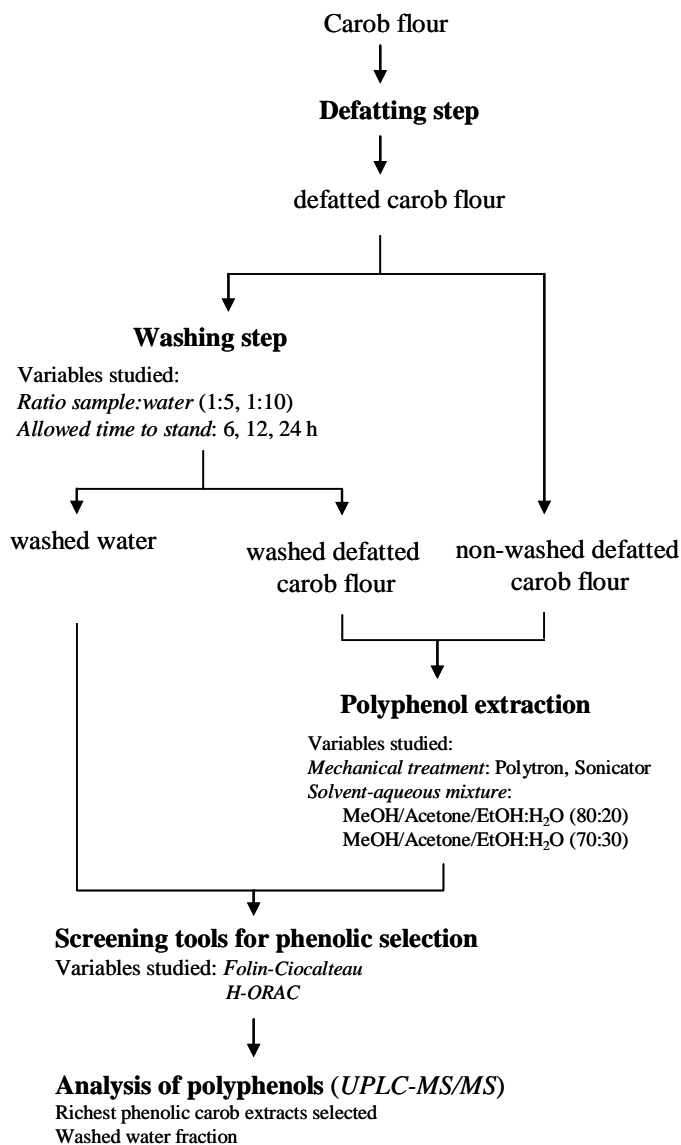 Carob flour
Defatting step
defatted carob flour
Washing step
Variables studied:
Ratio sample:water (1:5, 1:10)
Allowed time to stand: 6, 12, 24 h
washed water
washed defatted
carob flour
non-washed defatted
carob flour
Polyphenol extraction
Variables studied:
Mechanical treatment: Polytron, Sonicator
Solvent-aqueous mixture:
MeOH/Acetone/EtOH:H₂O (80:20)
MeOH/Acetone/EtOH:H₂O (70:30)
Screening tools for phenolic selection
Variables studied: Folin-Ciocalteau
H-ORAC
Analysis of polyphenols (UPLC-MS/MS)
Richest phenolic carob extracts selected
Washed water fraction